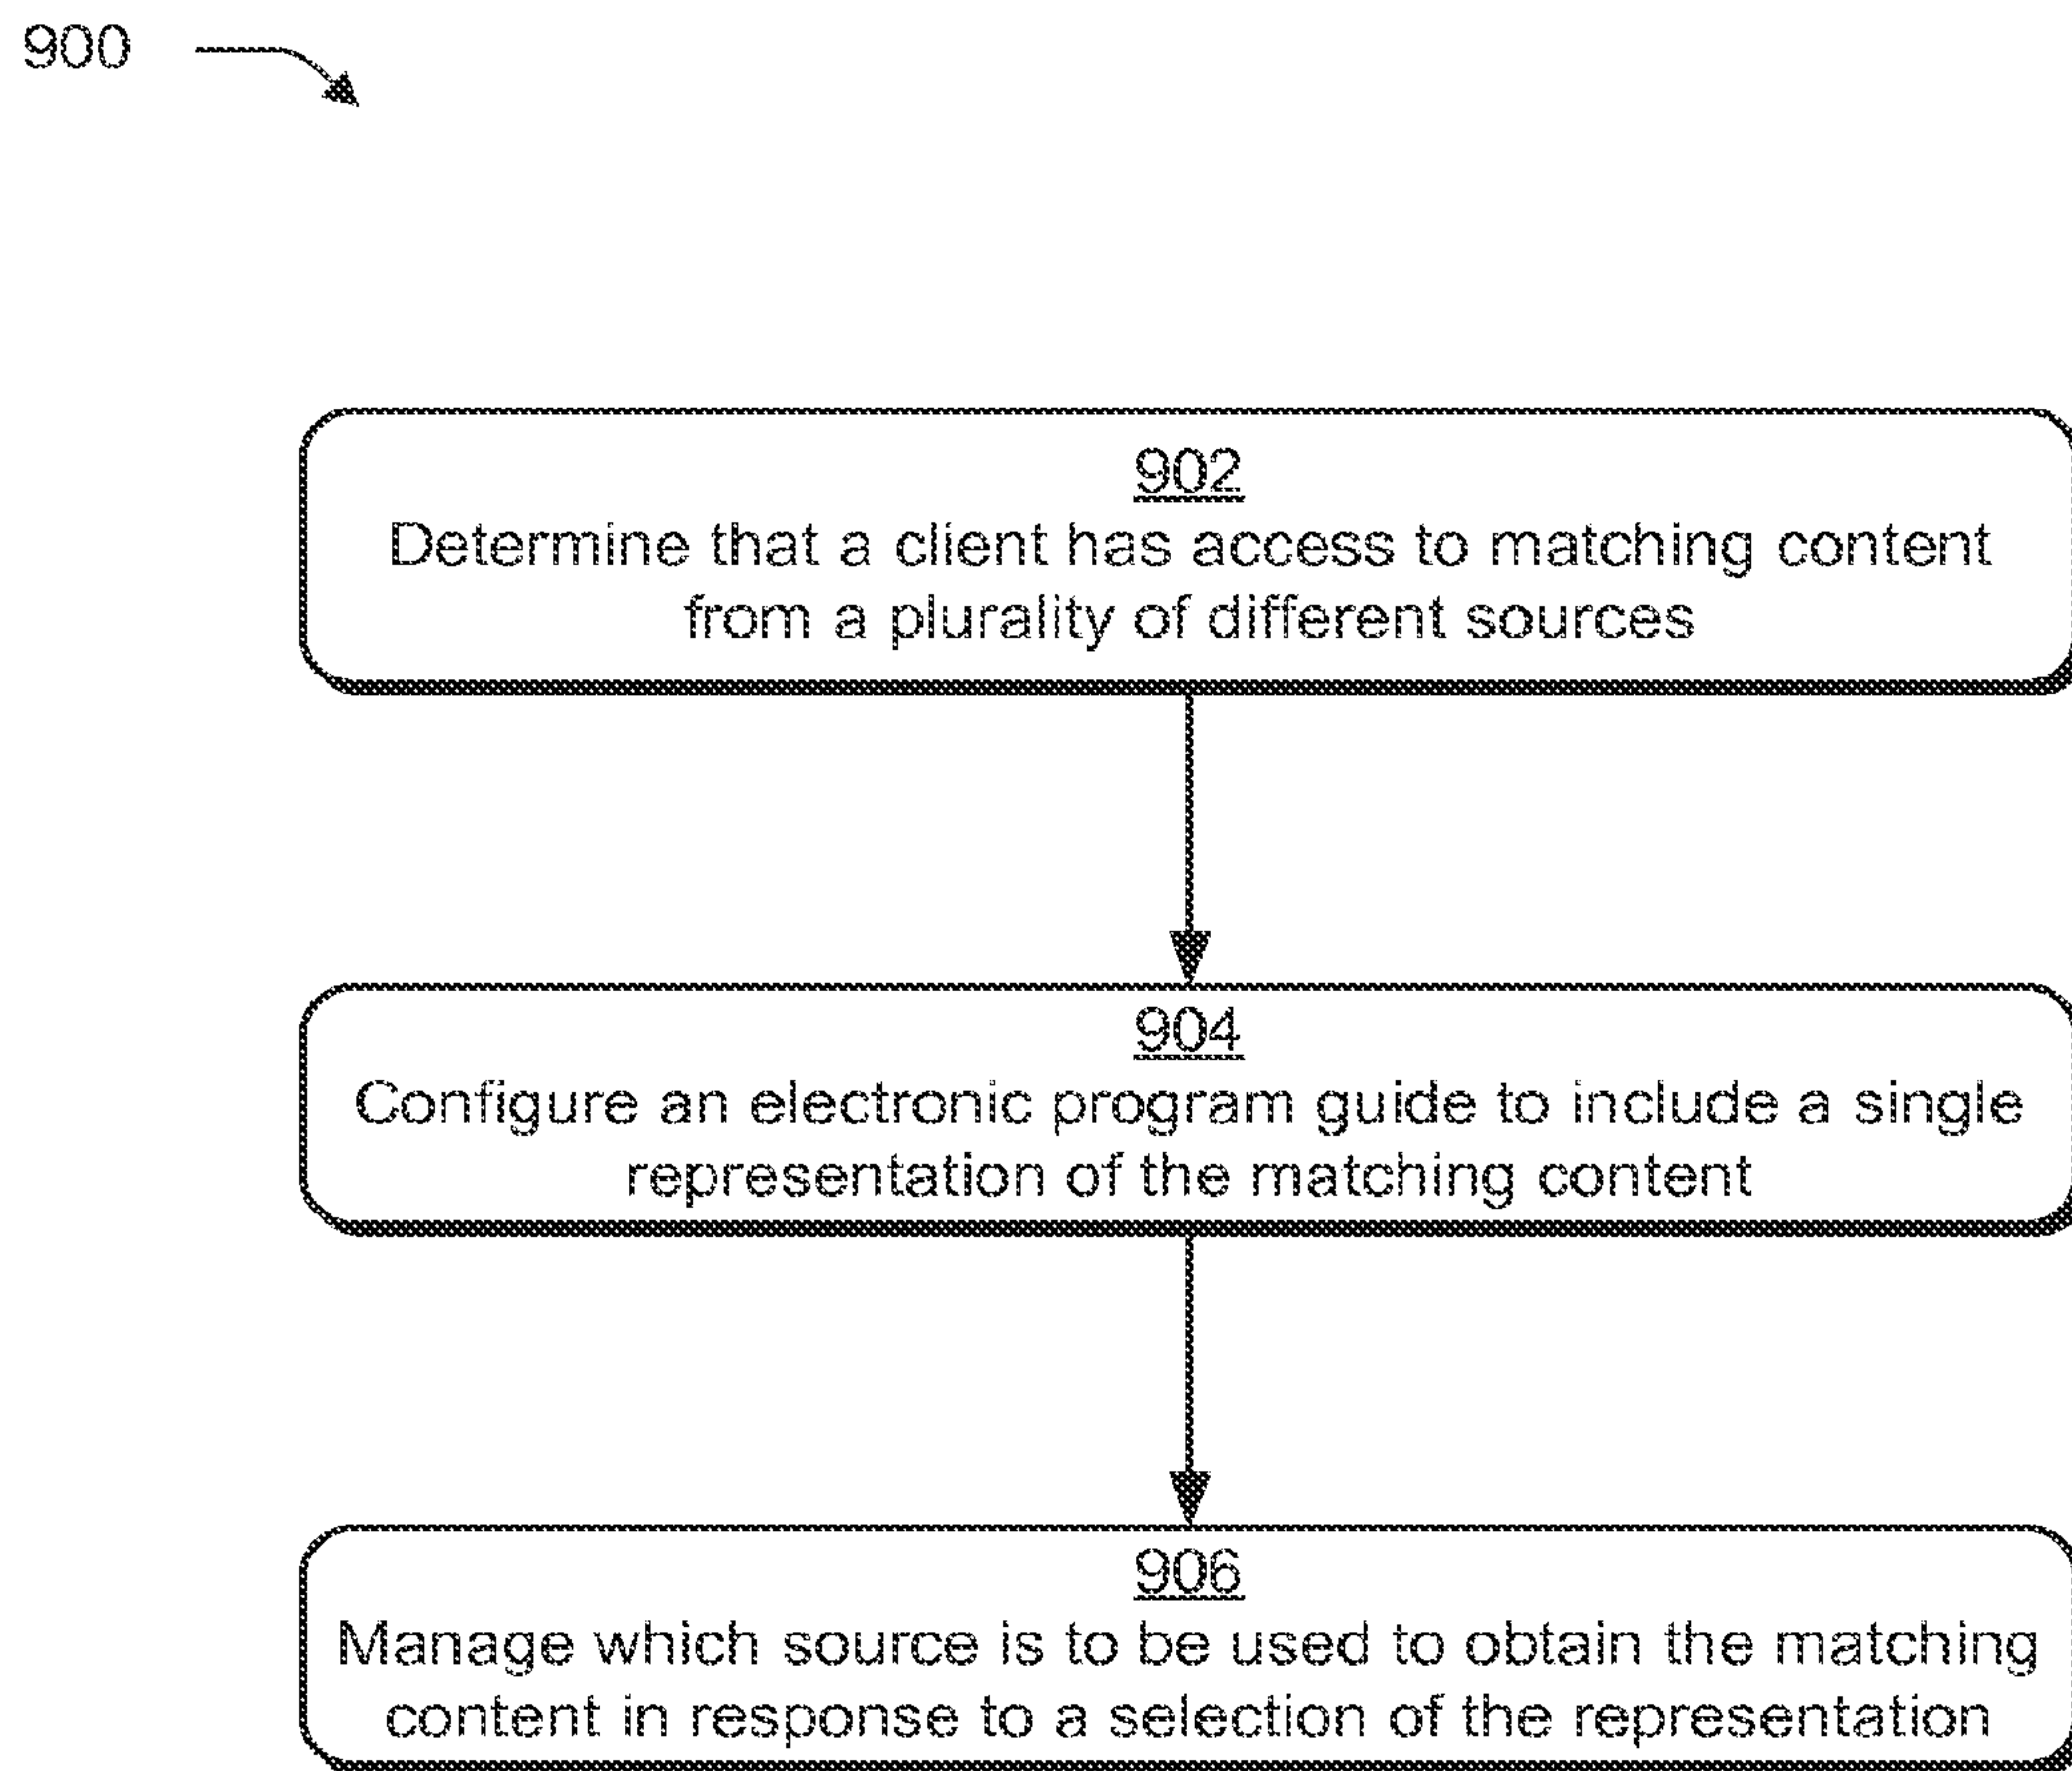 900
902
Determine that a client has access to matching content
from a plurality of different sources
904
Configure an electronic program guide to include a single
representation of the matching content
906
Manage which source is to be used to obtain the matching
content in response to a selection of the representation